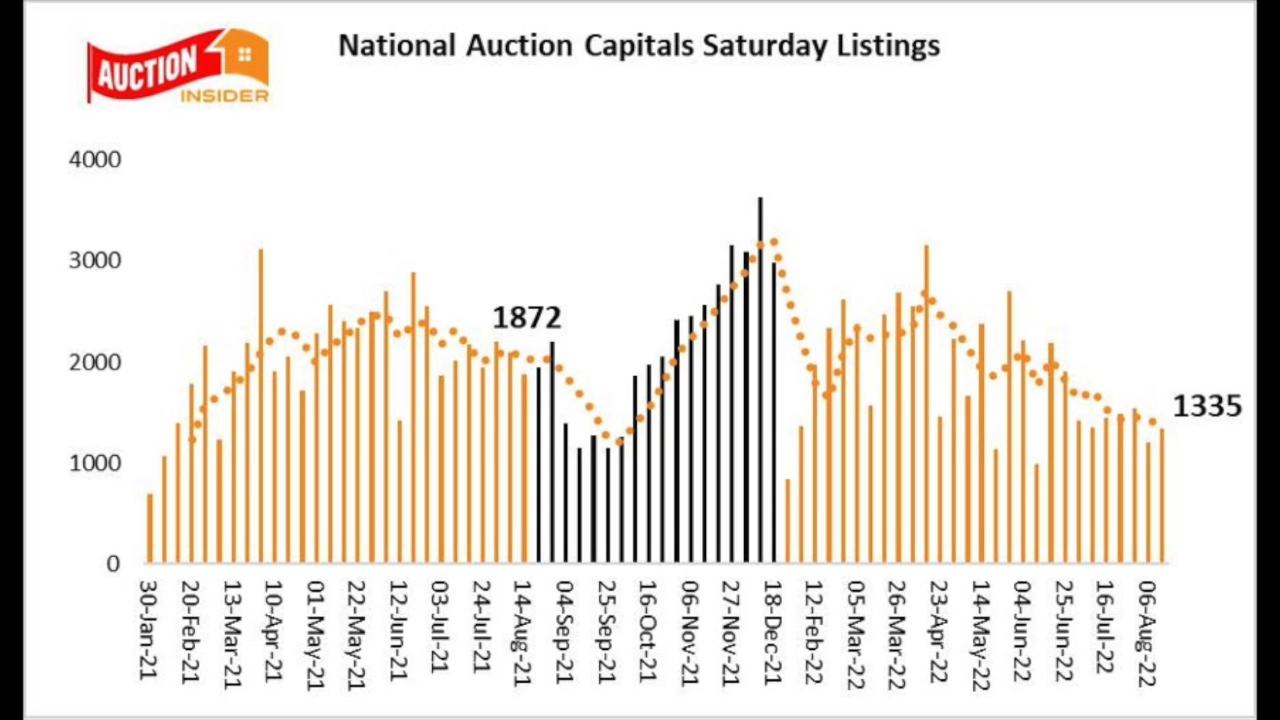 AUCTION
INSIDER
National Auction Capitals Saturday Listings
4000
3000
2000
1000
0
1872
1335
30-Jan-21
20-Feb-21
13-Mar-21
10-Apr-21
01-May-21
22-May-21
12-Jun-21
03-Jul-21
24-Jul-21
14-Aug-21
04-Sep-21
25-Sep-21
16-Oct-21
06-Nov-21
27-Nov-21
18-Dec-21
12-Feb-22
05-Mar-22
26-Mar-22
23-Apr-22
14-May-22
04-Jun-22
25-Jun-22
16-Jul-22
06-Aug-22